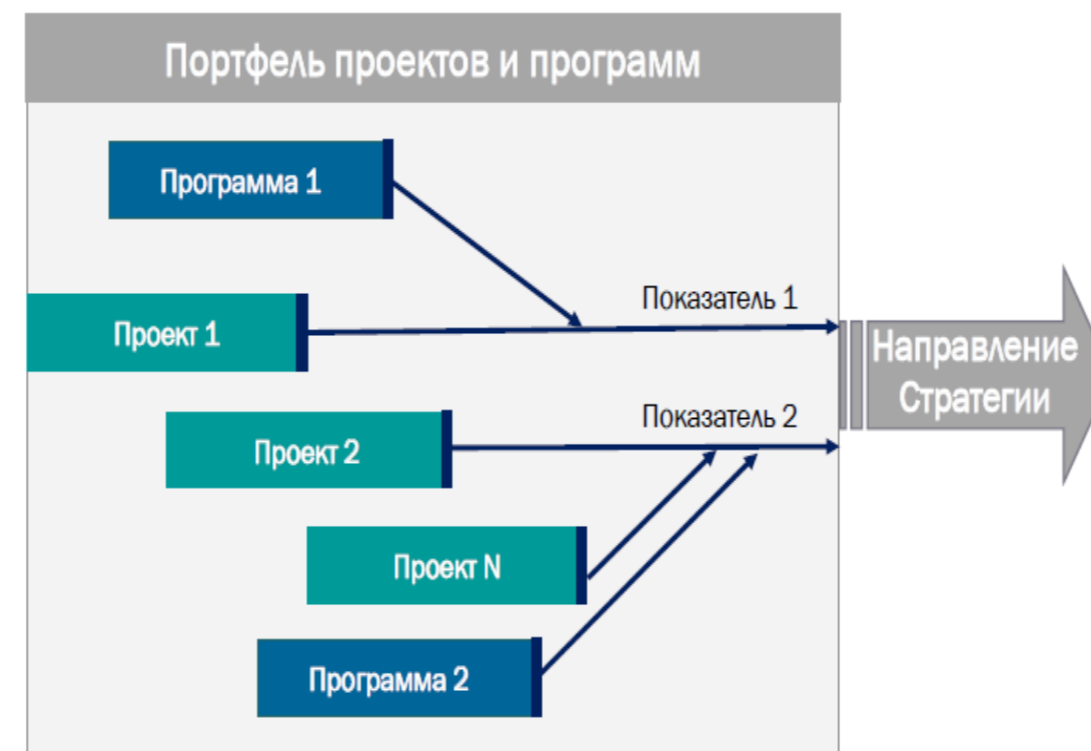 Портфель проектов и программ
Программа 1
Показатель 1
Проект 1
Направление
Стратегии
Показатель 2
Проект 2
Проект N
Программа 2